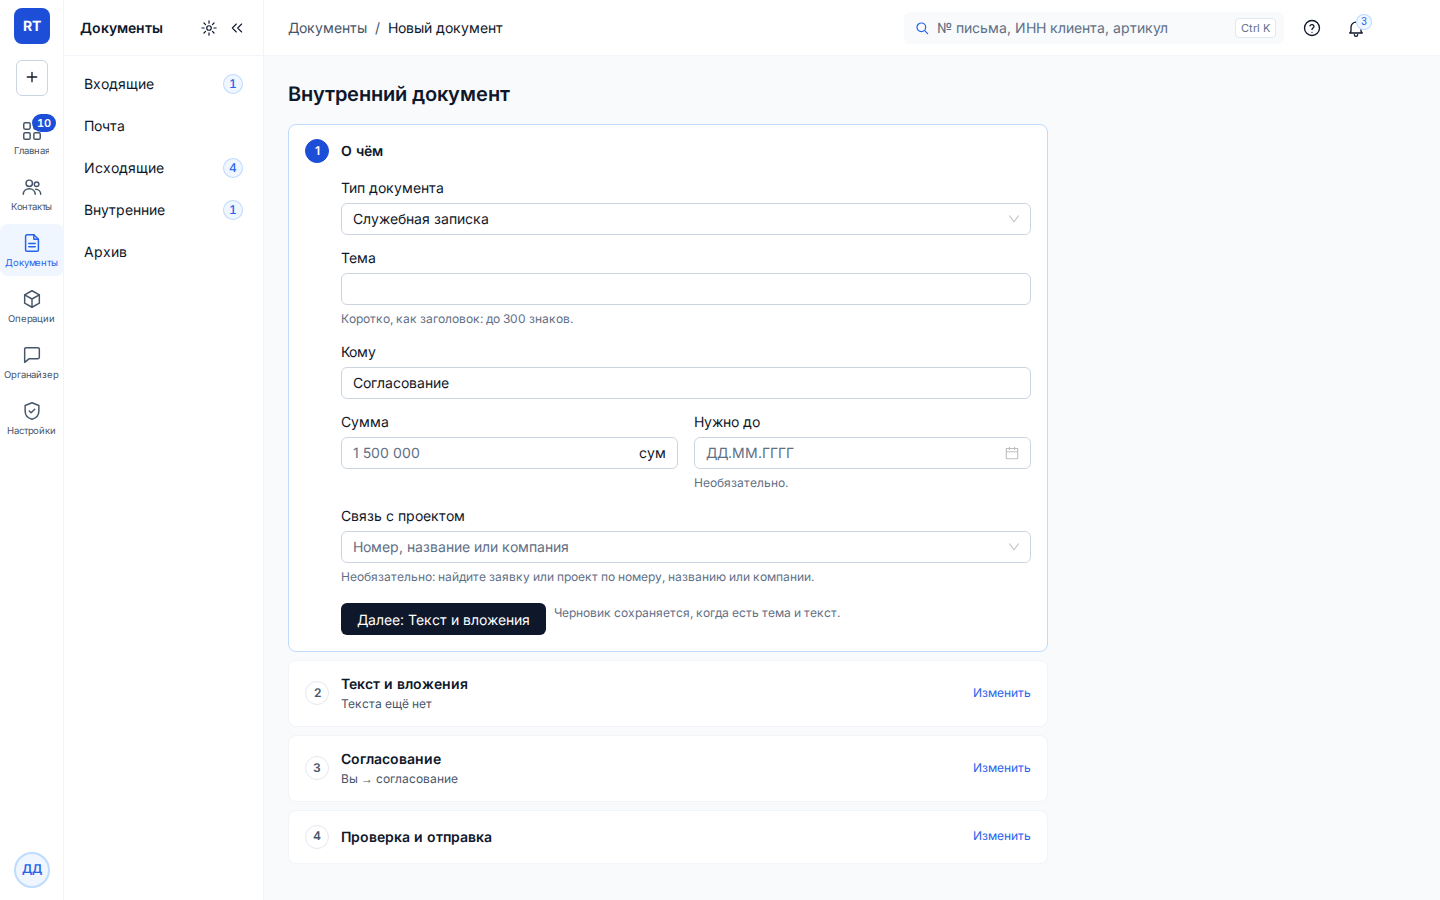 RT
Документы
Документы / Новый документ
№ письма, ИНН клиента, артикул
Ctrl K
3
10
Главная
Контакты
Документы
Операции
Органайзер
Настройки
ДД
Входящие
1
Почта
Исходящие
4
Внутренние
1
Архив
Внутренний документ
1
О чём
Тип документа
Служебная записка
Тема
Коротко, как заголовок: до 300 знаков.
Кому
Согласование
Сумма
1 500 000
сум
Нужно до
ДД.ММ.ГГГГ
Необязательно.
Связь с проектом
Номер, название или компания
Необязательно: найдите заявку или проект по номеру, названию или компании.
Далее: Текст и вложения
Черновик сохраняется, когда есть тема и текст.
2
Текст и вложения
Текста ещё нет
Изменить
3
Согласование
Вы → согласование
Изменить
4
Проверка и отправка
Изменить